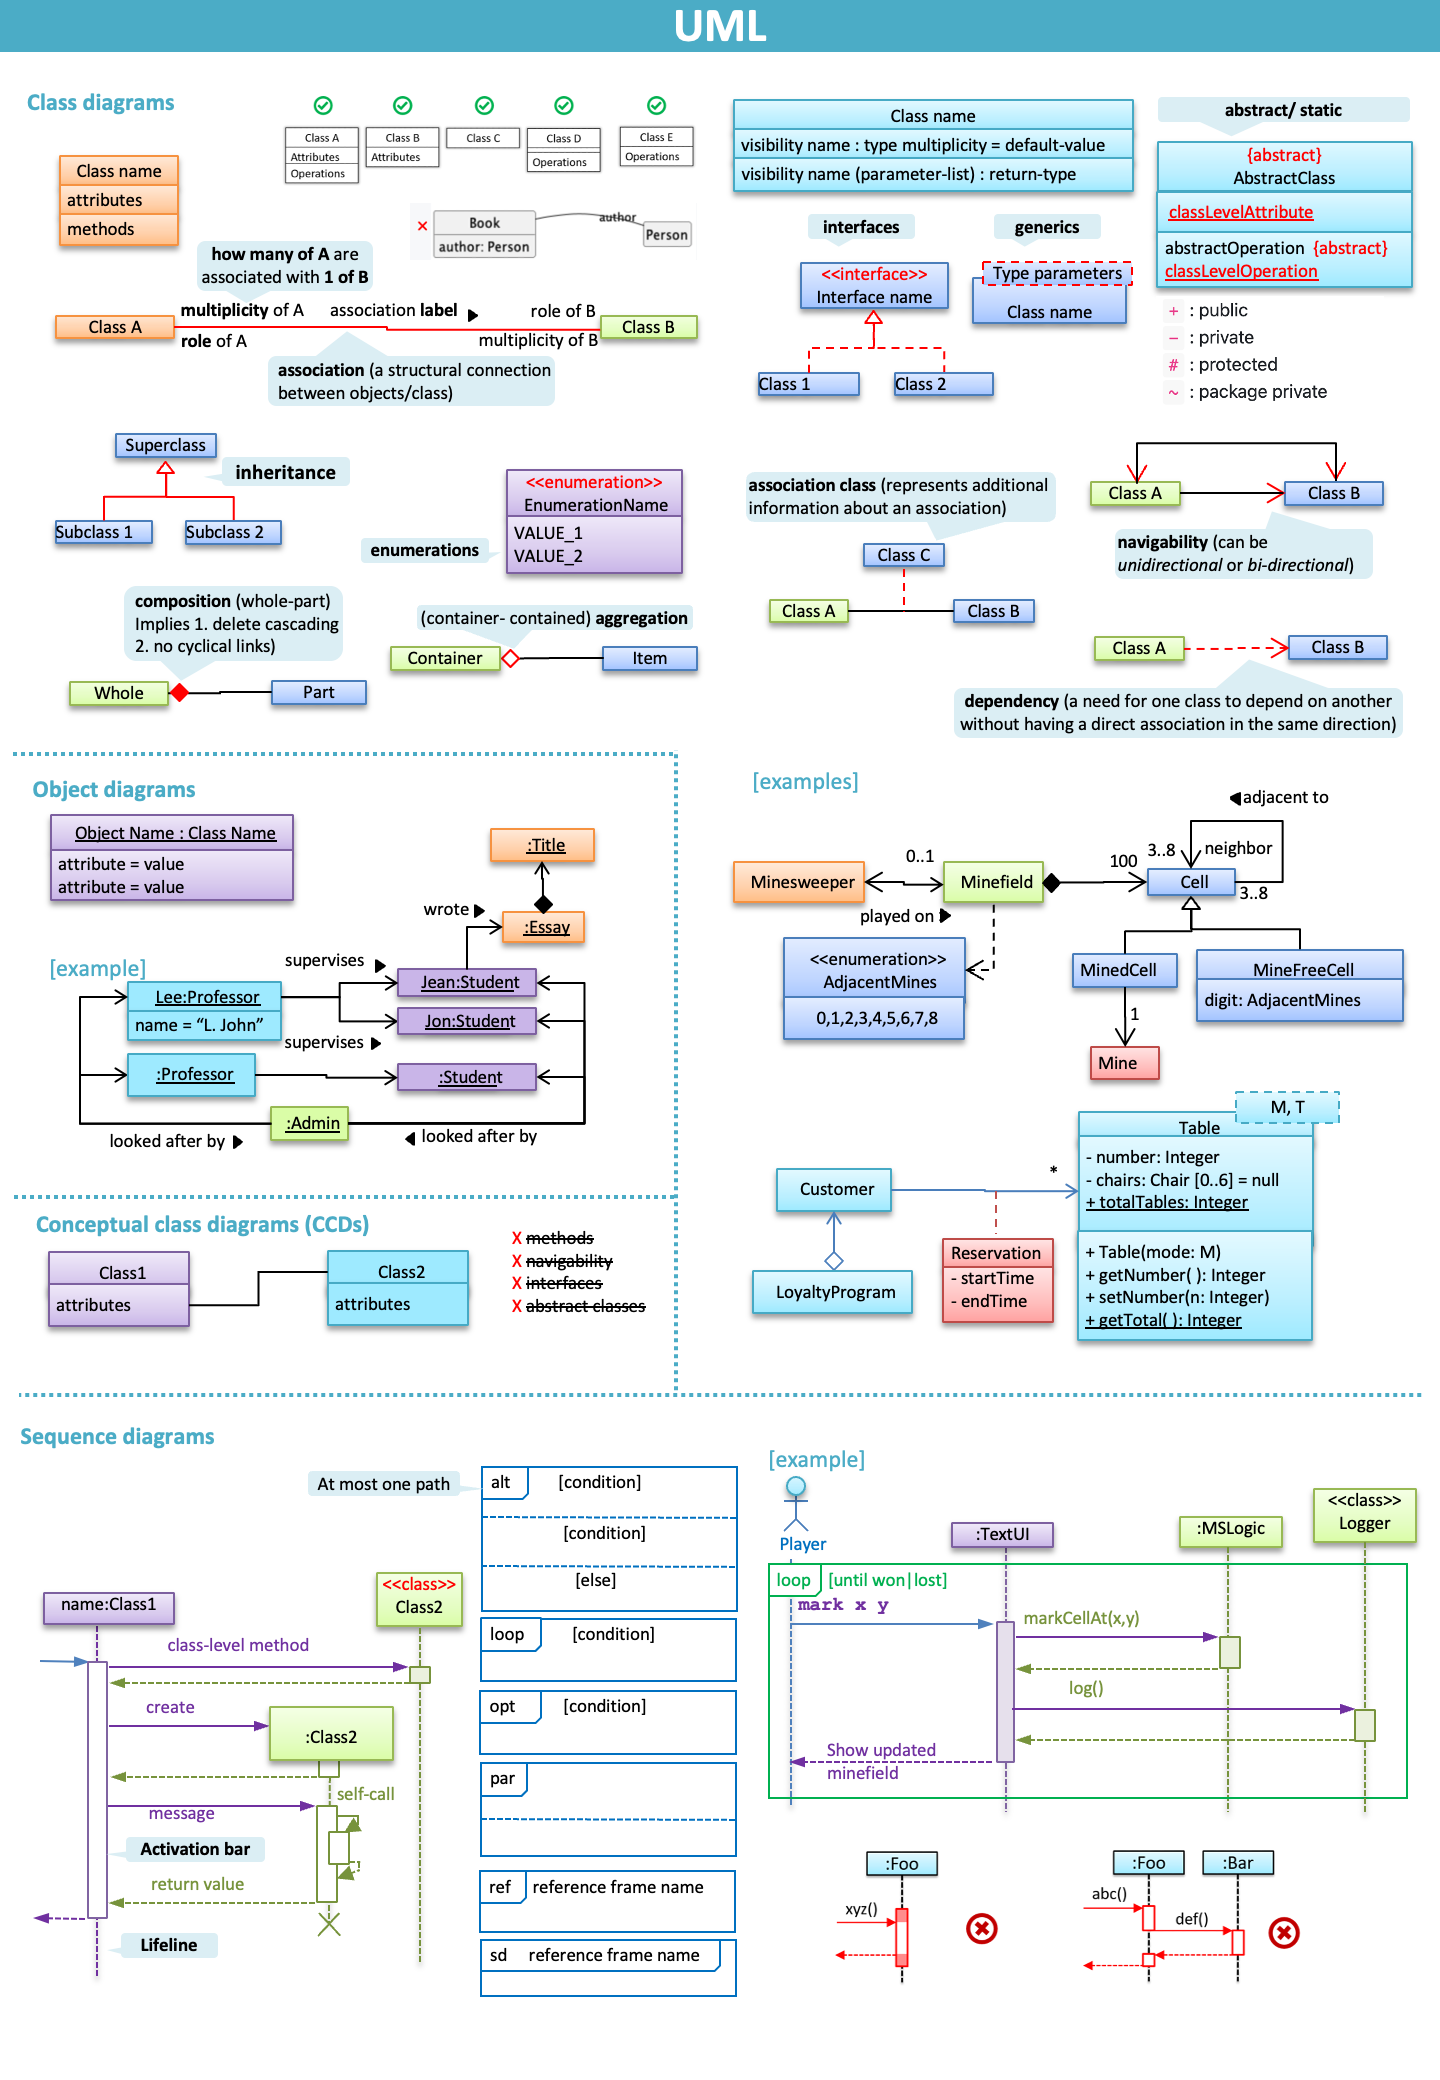 UML
Class diagrams
Class name
attributes
methods
Class A
Attributes
Operations
Class B
Attributes
Class C
Class D
Operations
Class E
Operations
Book
author: Person
author
Person
how many of A are
associated with 1 of B
Class A
multiplicity of A
role of A
association label
role of B
multiplicity of B
Class B
association (a structural connection
between objects/class)
Class name
visibility name : type multiplicity = default-value
visibility name (parameter-list) : return-type
abstract/ static
{abstract}
AbstractClass
classLevelAttribute
abstractOperation {abstract}
classLevelOperation
+ : public
− : private
# : protected
~ : package private
interfaces
<<interface>>
Interface name
Class 1
Class 2
generics
Type parameters
Class name
Superclass
inheritance
Subclass 1
Subclass 2
<<enumeration>>
EnumerationName
VALUE_1
VALUE_2
enumerations
composition (whole-part)
Implies 1. delete cascading
2. no cyclical links)
Whole
Part
(container- contained) aggregation
Container
Item
association class (represents additional
information about an association)
Class C
Class A
Class B
Class A
Class B
navigability (can be
unidirectional or bi-directional)
Class A
Class B
dependency (a need for one class to depend on another
without having a direct association in the same direction)
Object diagrams
Object Name : Class Name
attribute = value
attribute = value
:Title
wrote
:Essay
[example]
supervises
Lee:Professor
name = “L. John”
Jean:Student
Jon:Student
supervises
:Professor
:Student
:Admin
looked after by
looked after by
[examples]
adjacent to
3..8
neighbor
Minesweeper
0..1
Minefield
100
Cell
3..8
played on
<<enumeration>>
AdjacentMines
0,1,2,3,4,5,6,7,8
MinedCell
MineFreeCell
digit: AdjacentMines
1
Mine
M, T
Table
- number: Integer
- chairs: Chair [0..6] = null
+ totalTables: Integer
+ Table(mode: M)
+ getNumber( ): Integer
+ setNumber(n: Integer)
+ getTotal( ): Integer
*
Customer
LoyaltyProgram
Reservation
- startTime
- endTime
Conceptual class diagrams (CCDs)
Class1
attributes
Class2
attributes
X methods
X navigability
X interfaces
X abstract classes
Sequence diagrams
At most one path
alt [condition]
[condition]
[else]
loop [condition]
opt [condition]
par
ref reference frame name
sd reference frame name
name:Class1
<<class>>
Class2
class-level method
create
:Class2
self-call
message
Activation bar
return value
Lifeline
[example]
Player
:TextUI
:MSLogic
<<class>>
Logger
loop [until won|lost]
mark x y
markCellAt(x,y)
log()
Show updated
minefield
:Foo
xyz()
:Foo
:Bar
abc()
def()